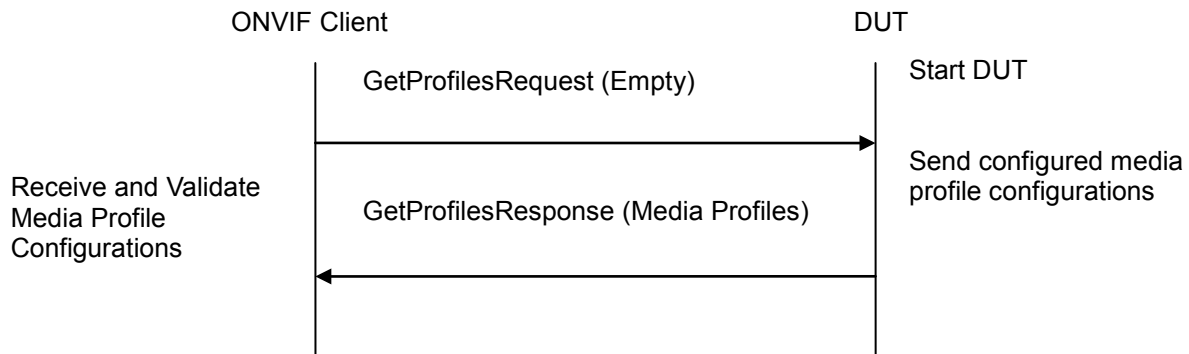 ONVIF Client
DUT
Start DUT
GetProfilesRequest (Empty)
Send configured media
profile configurations
Receive and Validate
Media Profile
Configurations
GetProfilesResponse (Media Profiles)